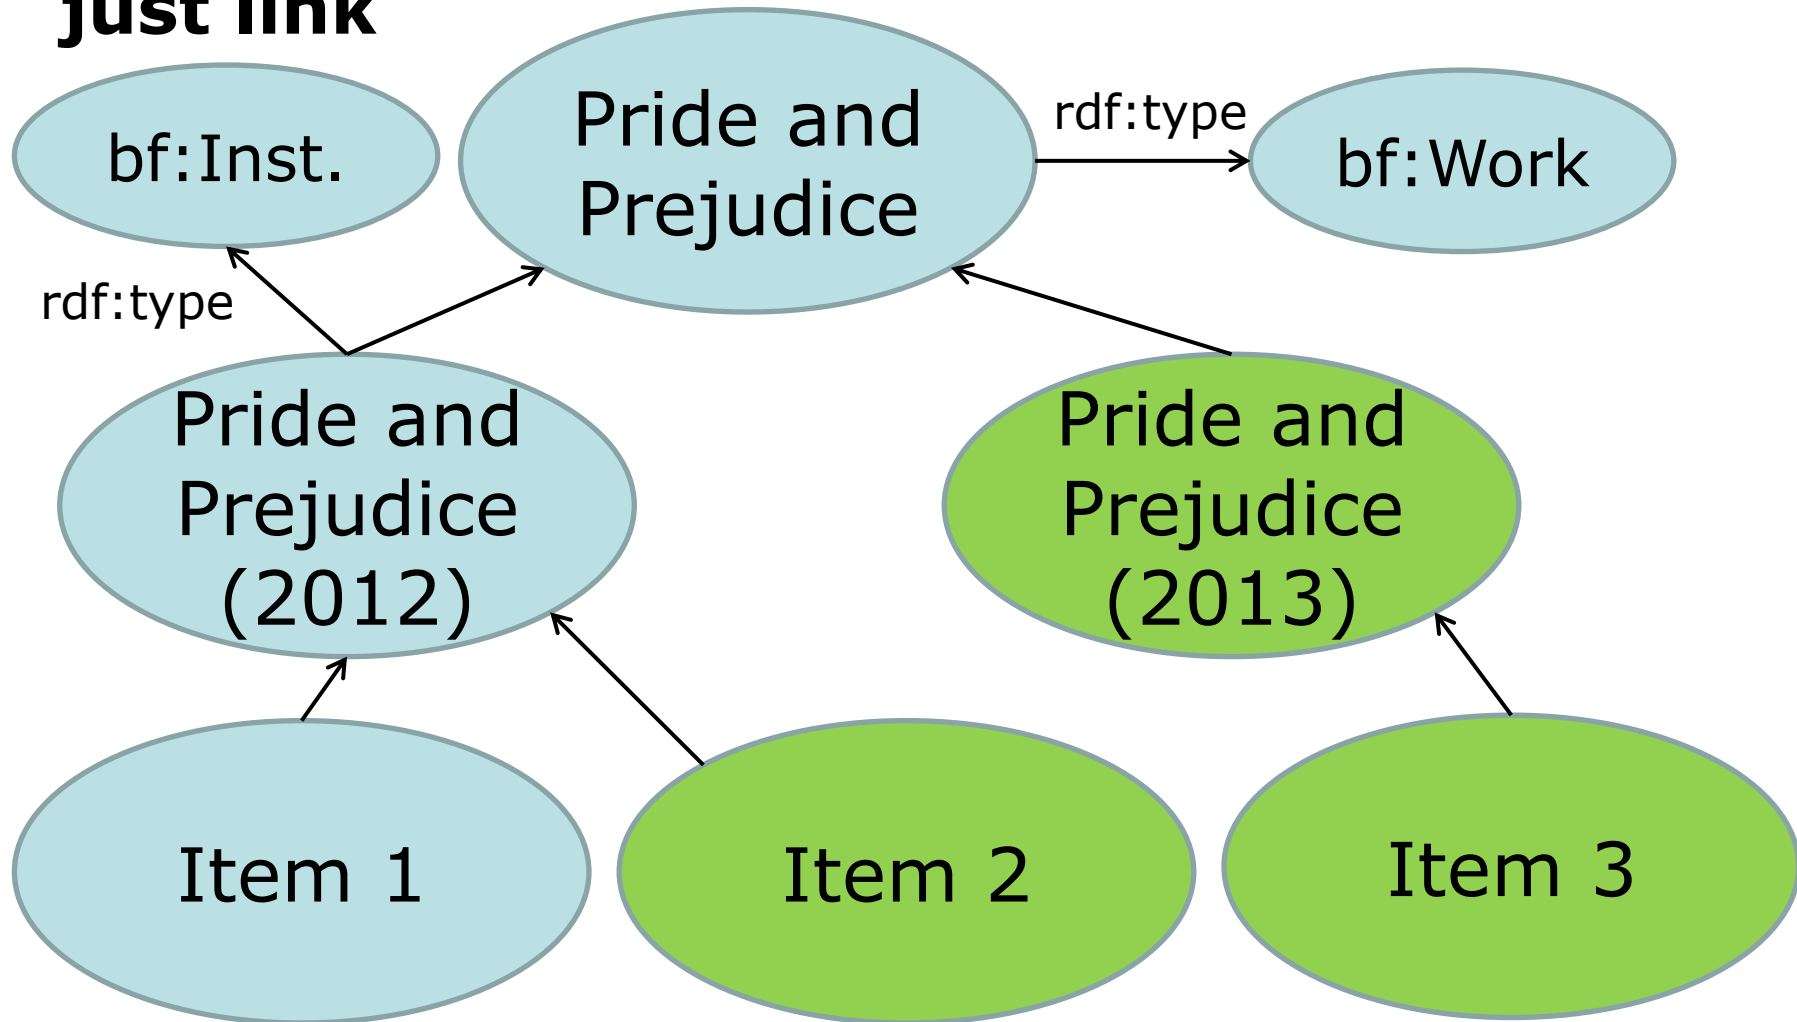 just link
bf:Inst.
Pride and
Prejudice
rdf:type
bf:Work
rdf:type
Pride and
Prejudice
(2012)
Pride and
Prejudice
(2013)
Item 1
Item 2
Item 3